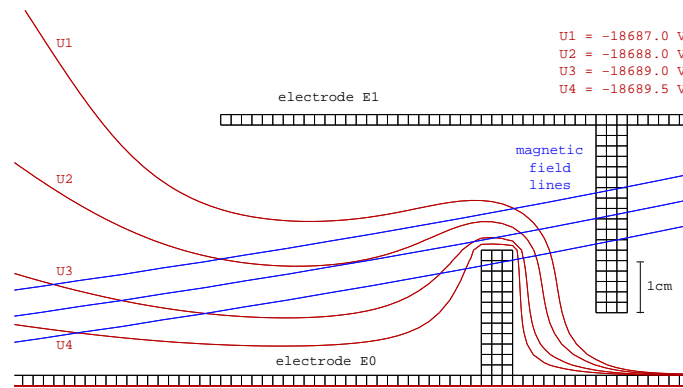 U1
U1 = -18687.0 V
U2 = -18688.0 V
U3 = -18689.0 V
U4 = -18689.5 V
electrode E1
magnetic
field
lines
U2
U3
1cm
U4
electrode E0